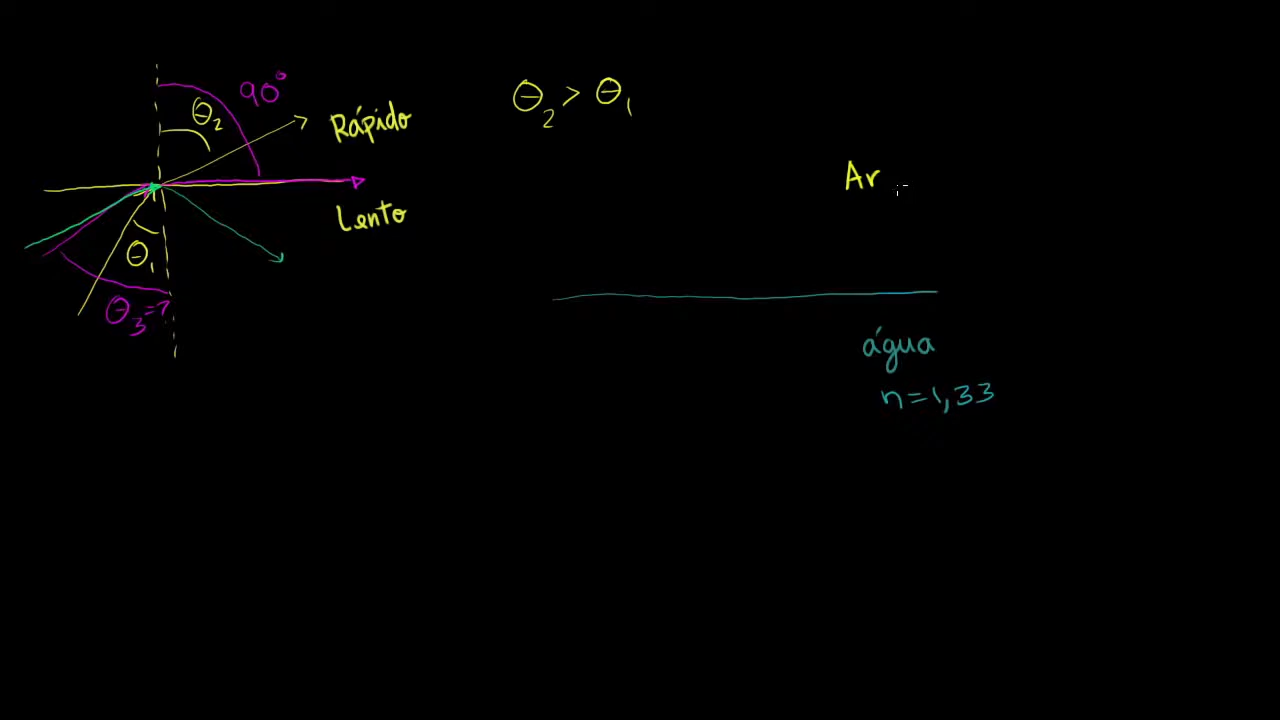 90°
θ₂
Rápido
Lento
θ₁
θ₃=?
θ₂ > θ₁
Ar
água
n=1,33